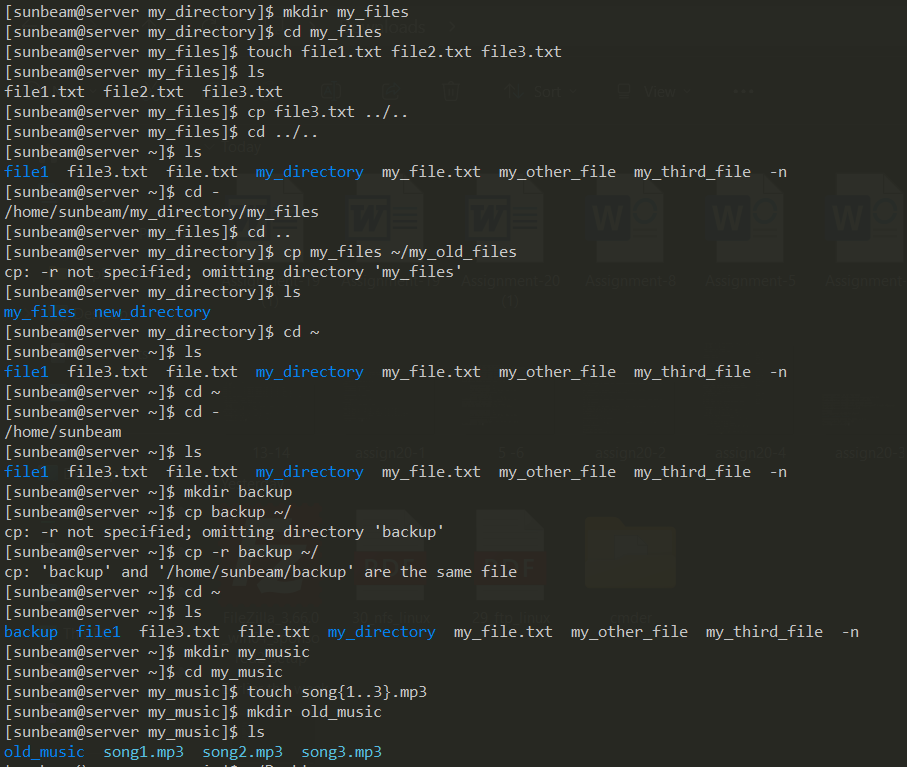 [sunbeam@server my_directory]$ mkdir my_files
[sunbeam@server my_directory]$ cd my_files
[sunbeam@server my_files]$ touch file1.txt file2.txt file3.txt
[sunbeam@server my_files]$ ls
file1.txt  file2.txt  file3.txt
[sunbeam@server my_files]$ cp file3.txt ../..
[sunbeam@server my_files]$ cd ../..
[sunbeam@server ~]$ ls
file1  file3.txt  file.txt  my_directory  my_file.txt  my_other_file  my_third_file  -n
[sunbeam@server ~]$ cd -
/home/sunbeam/my_directory/my_files
[sunbeam@server my_files]$ cd ..
[sunbeam@server my_directory]$ cp my_files ~/my_old_files
cp: -r not specified; omitting directory 'my_files'
[sunbeam@server my_directory]$ ls
my_files  new_directory
[sunbeam@server my_directory]$ cd ~
[sunbeam@server ~]$ ls
file1  file3.txt  file.txt  my_directory  my_file.txt  my_other_file  my_third_file  -n
[sunbeam@server ~]$ cd ~
[sunbeam@server ~]$ cd -
/home/sunbeam
[sunbeam@server ~]$ ls
file1  file3.txt  file.txt  my_directory  my_file.txt  my_other_file  my_third_file  -n
[sunbeam@server ~]$ mkdir backup
[sunbeam@server ~]$ cp backup ~/
cp: -r not specified; omitting directory 'backup'
[sunbeam@server ~]$ cp -r backup ~/
cp: 'backup' and '/home/sunbeam/backup' are the same file
[sunbeam@server ~]$ cd ~
[sunbeam@server ~]$ ls
backup  file1  file3.txt  file.txt  my_directory  my_file.txt  my_other_file  my_third_file  -n
[sunbeam@server ~]$ mkdir my_music
[sunbeam@server ~]$ cd my_music
[sunbeam@server my_music]$ touch song{1..3}.mp3
[sunbeam@server my_music]$ mkdir old_music
[sunbeam@server my_music]$ ls
old_music  song1.mp3  song2.mp3  song3.mp3